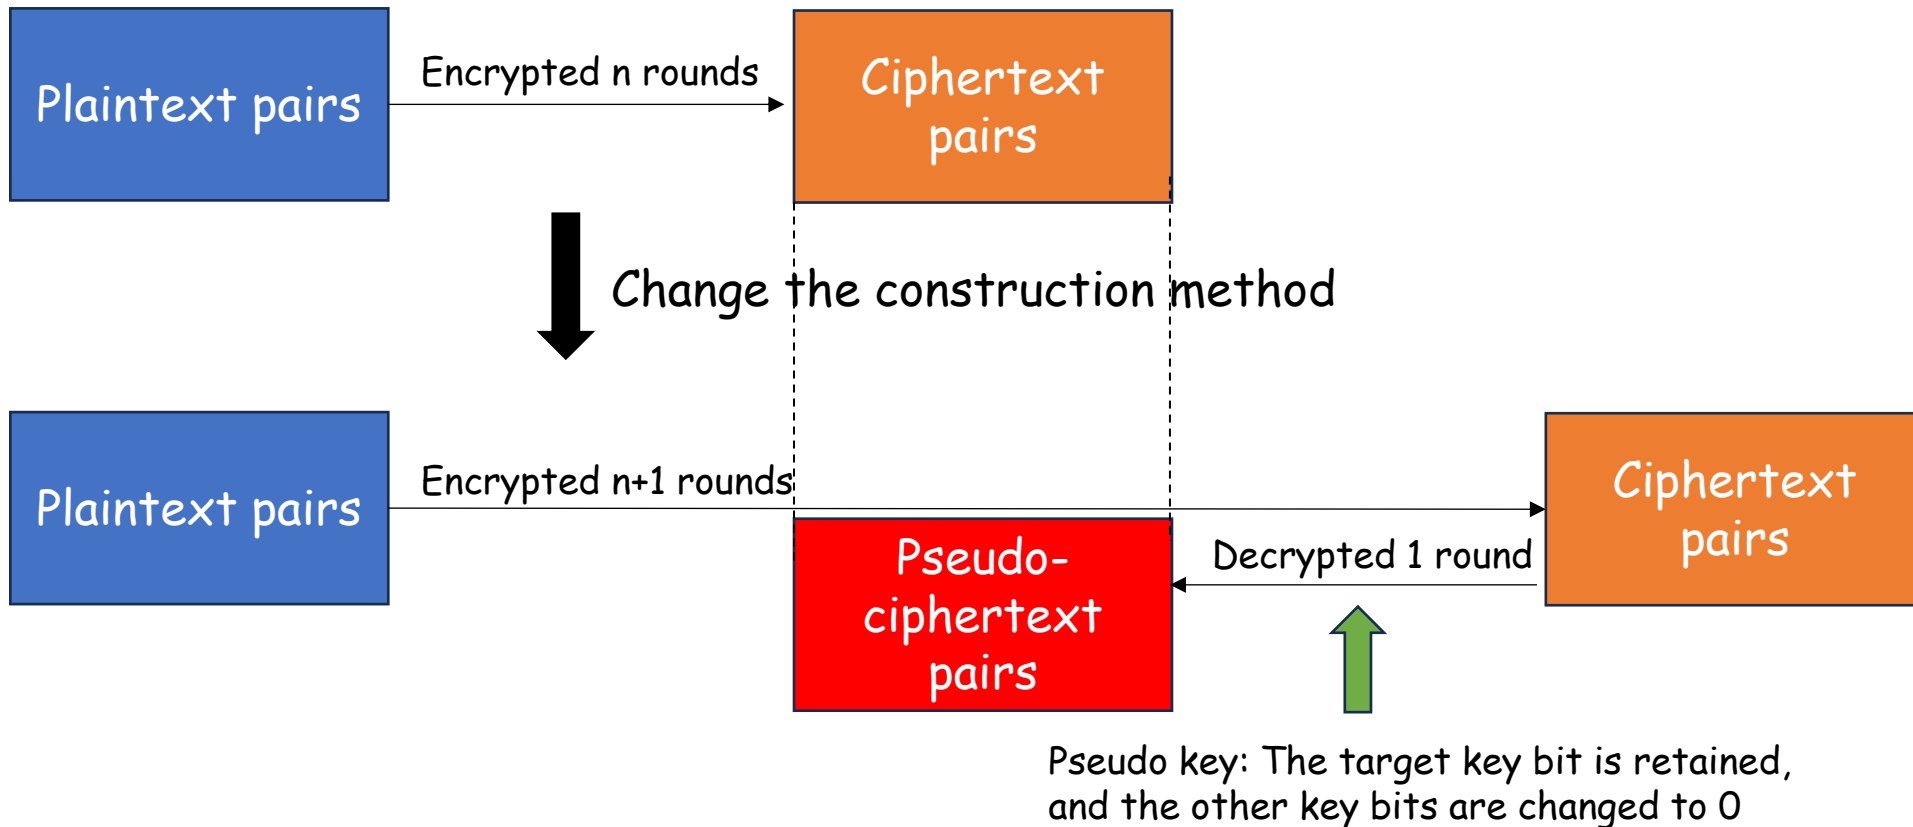 Plaintext pairs
Encrypted n rounds
Ciphertext
pairs
Change the construction method
Plaintext pairs
Encrypted n+1 rounds
Pseudo-
ciphertext
pairs
Decrypted 1 round
Ciphertext
pairs
Pseudo key: The target key bit is retained,
and the other key bits are changed to 0